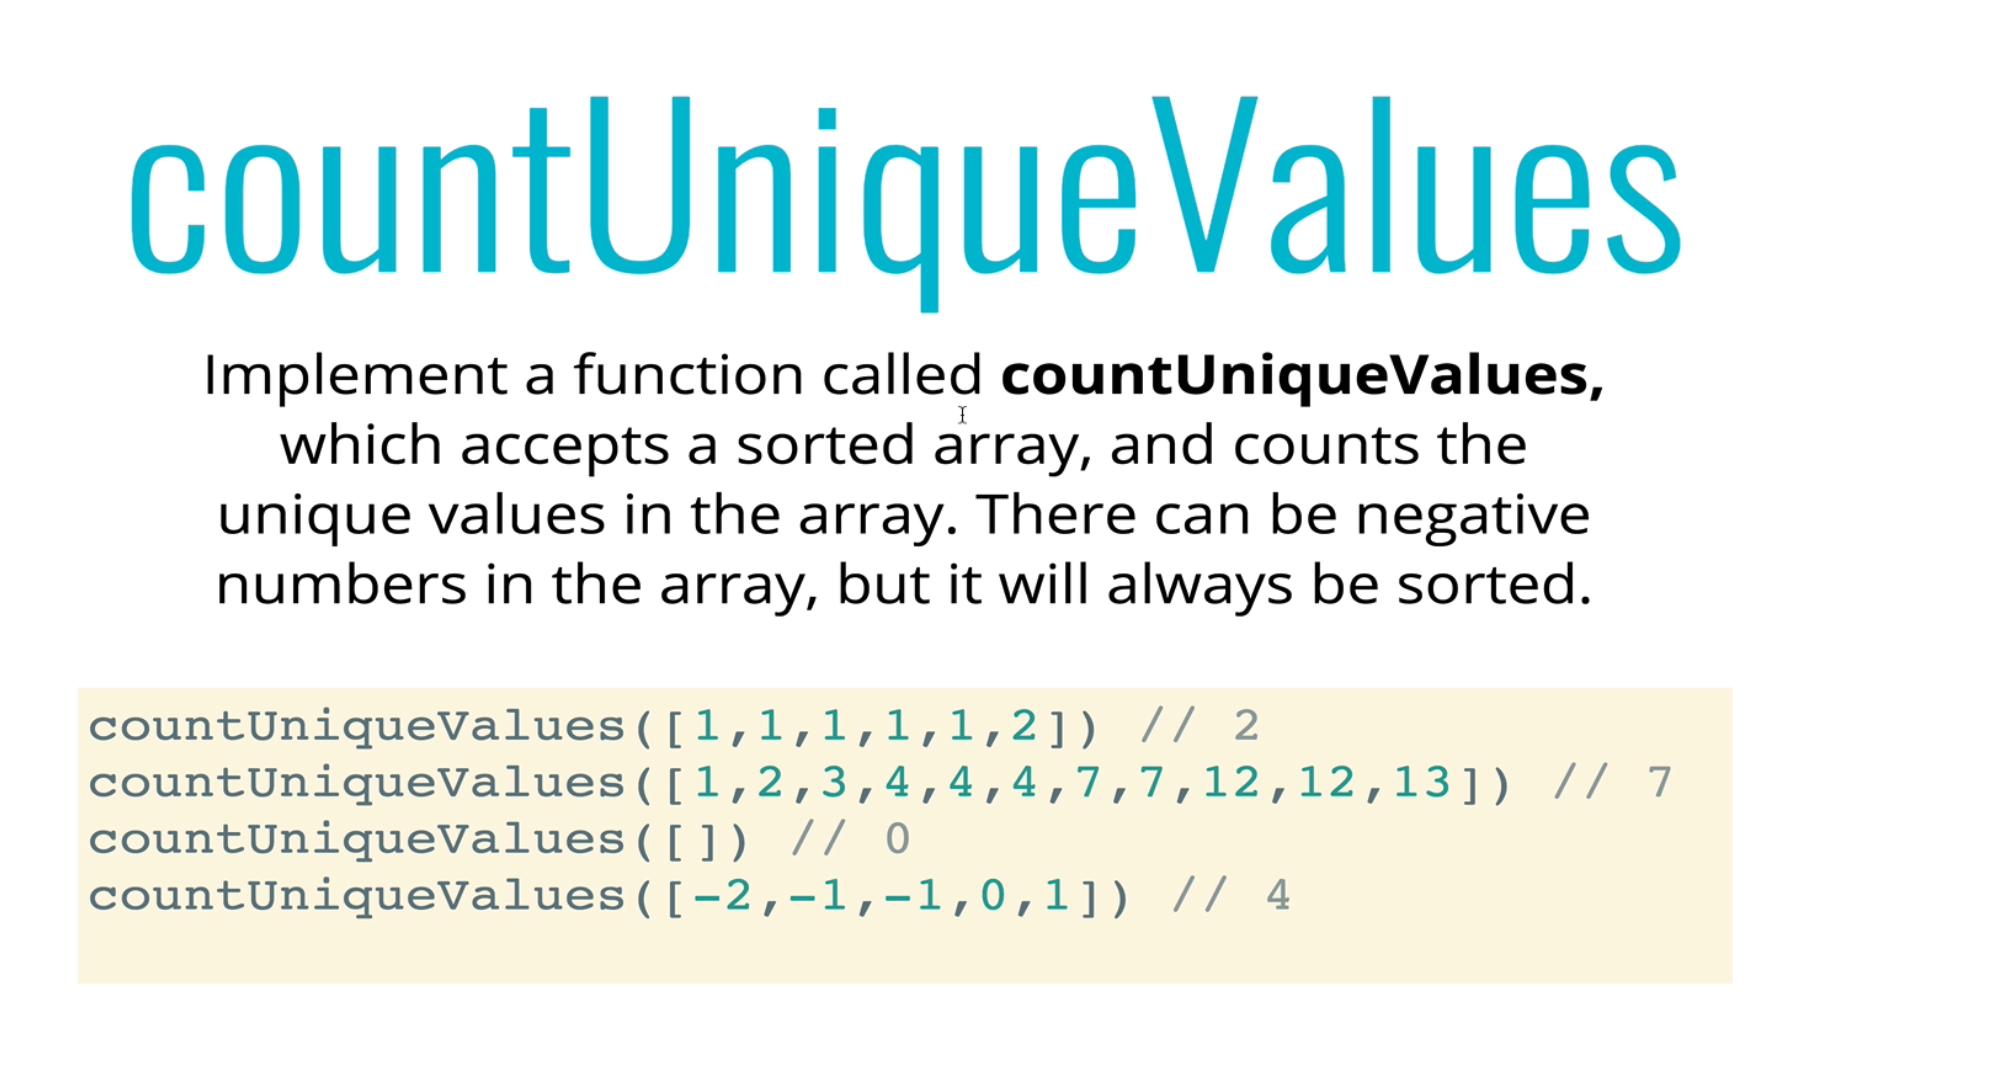 countUniqueValues
Implement a function called countUniqueValues,
which accepts a sorted array, and counts the
unique values in the array. There can be negative
numbers in the array, but it will always be sorted.
countUniqueValues([1,1,1,1,1,2]) // 2
countUniqueValues([1,2,3,4,4,4,7,7,12,12,13]) // 7
countUniqueValues([]) // 0
countUniqueValues([-2,-1,-1,0,1]) // 4